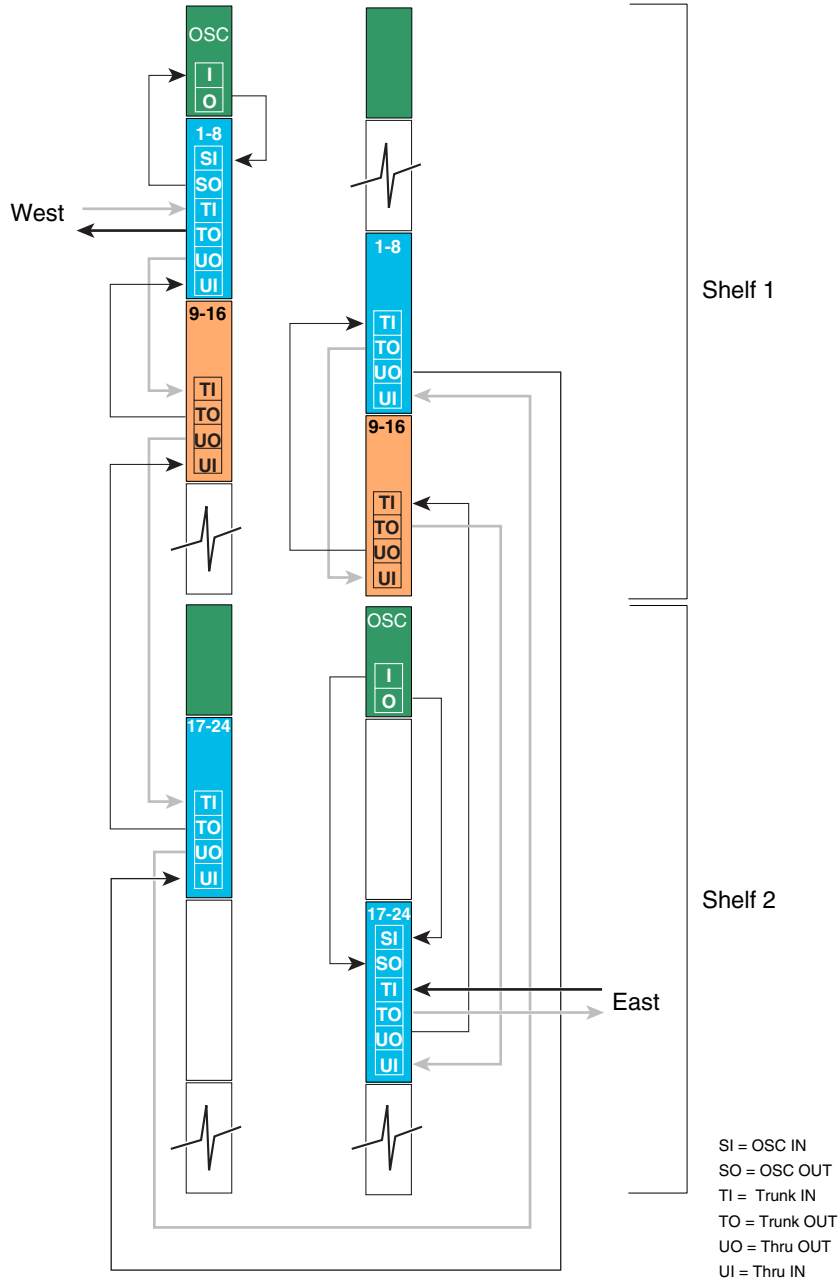 OSC
I
O
1-8
SI
SO
TI
TO
UO
UI
West
9-16
TI
TO
UO
UI
1-8
TI
TO
UO
UI
9-16
TI
TO
UO
UI
Shelf 1
17-24
TI
TO
UO
UI
OSC
I
O
17-24
SI
SO
TI
TO
UO
UI
East
Shelf 2
SI = OSC IN
SO = OSC OUT
TI = Trunk IN
TO = Trunk OUT
UO = Thru OUT
UI = Thru IN